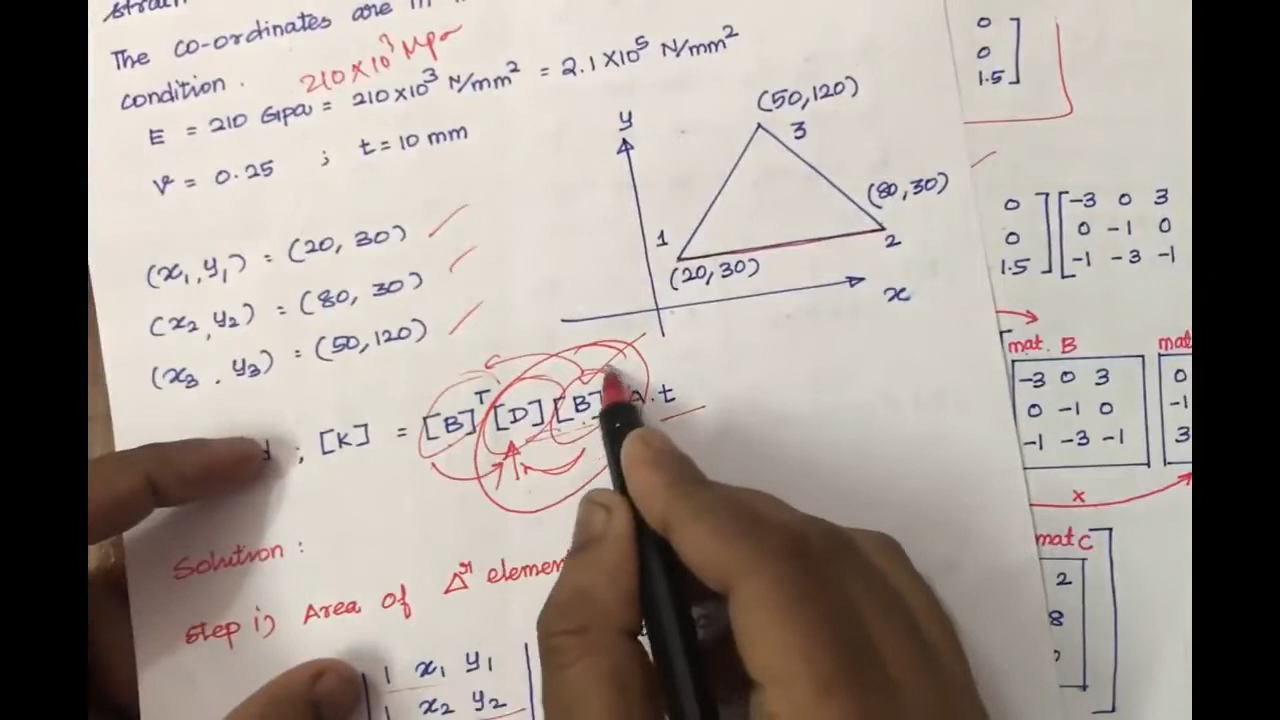 The co-ordinates are in
condition.
210×10³ Mpa
E = 210 Gpa = 210×10³ N/mm² = 2.1×10⁵ N/mm²
ν = 0.25 ; t = 10 mm
(x₁, y₁) = (20, 30)
(x₂, y₂) = (80, 30)
(x₃, y₃) = (50, 120)
y
(50,120)
3
(80,30)
1
2
(20,30)
x
; [K] = [B]ᵀ [D] [B] A.t
Solution :
Step i) Area of Δˡᵉ element
1 x₁ y₁
1 x₂ y₂
0
0
1.5
0
0
1.5
-3 0 3
0 -1 0
-1 -3 -1
mat. B
mat
-3 0 3
0 -1 0
-1 -3 -1
0
-1
3
x
mat C
2
8